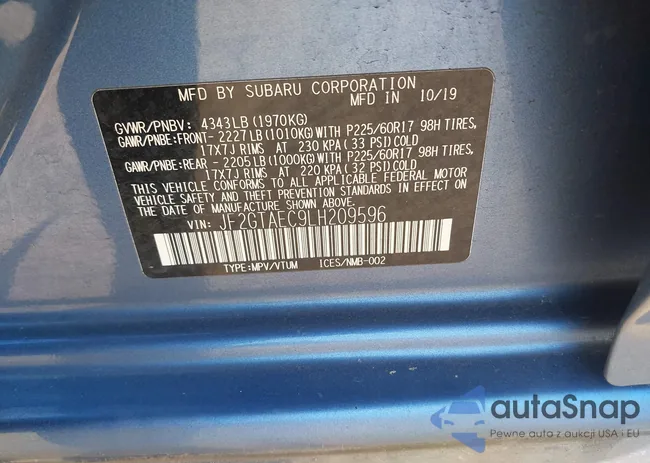 MFD BY SUBARU CORPORATION 10/19
GVWR/PNBV: 4343LB (1970KG)
GAWR/PNBE:FRONT- 2227LB(1010KG)WITH P225/60R17 98H TIRES,
17X7J RIMS AT 230 KPA( 33 PSI)COLD
GAWR/PNBE:REAR -2205LB(1000KG)WITH P225/60R17 98H TIRES,
17X7J RIMS AT 220 KPA( 32 PSI)COLD
THIS VEHICLE CONFORMS TO ALL APPLICABLE FEDERAL MOTOR
VEHICLE SAFETY AND THEFT PREVENTION STANDARDS IN EFFECT
ON THE DATE OF MANUFACTURE SHOWN ABOVE.
VIN: JF2GTAEC9LH209596
TYPE:MPV/VTUM ICES/NMB-002
autaSnap
Pewne auta z aukcji USA i EU